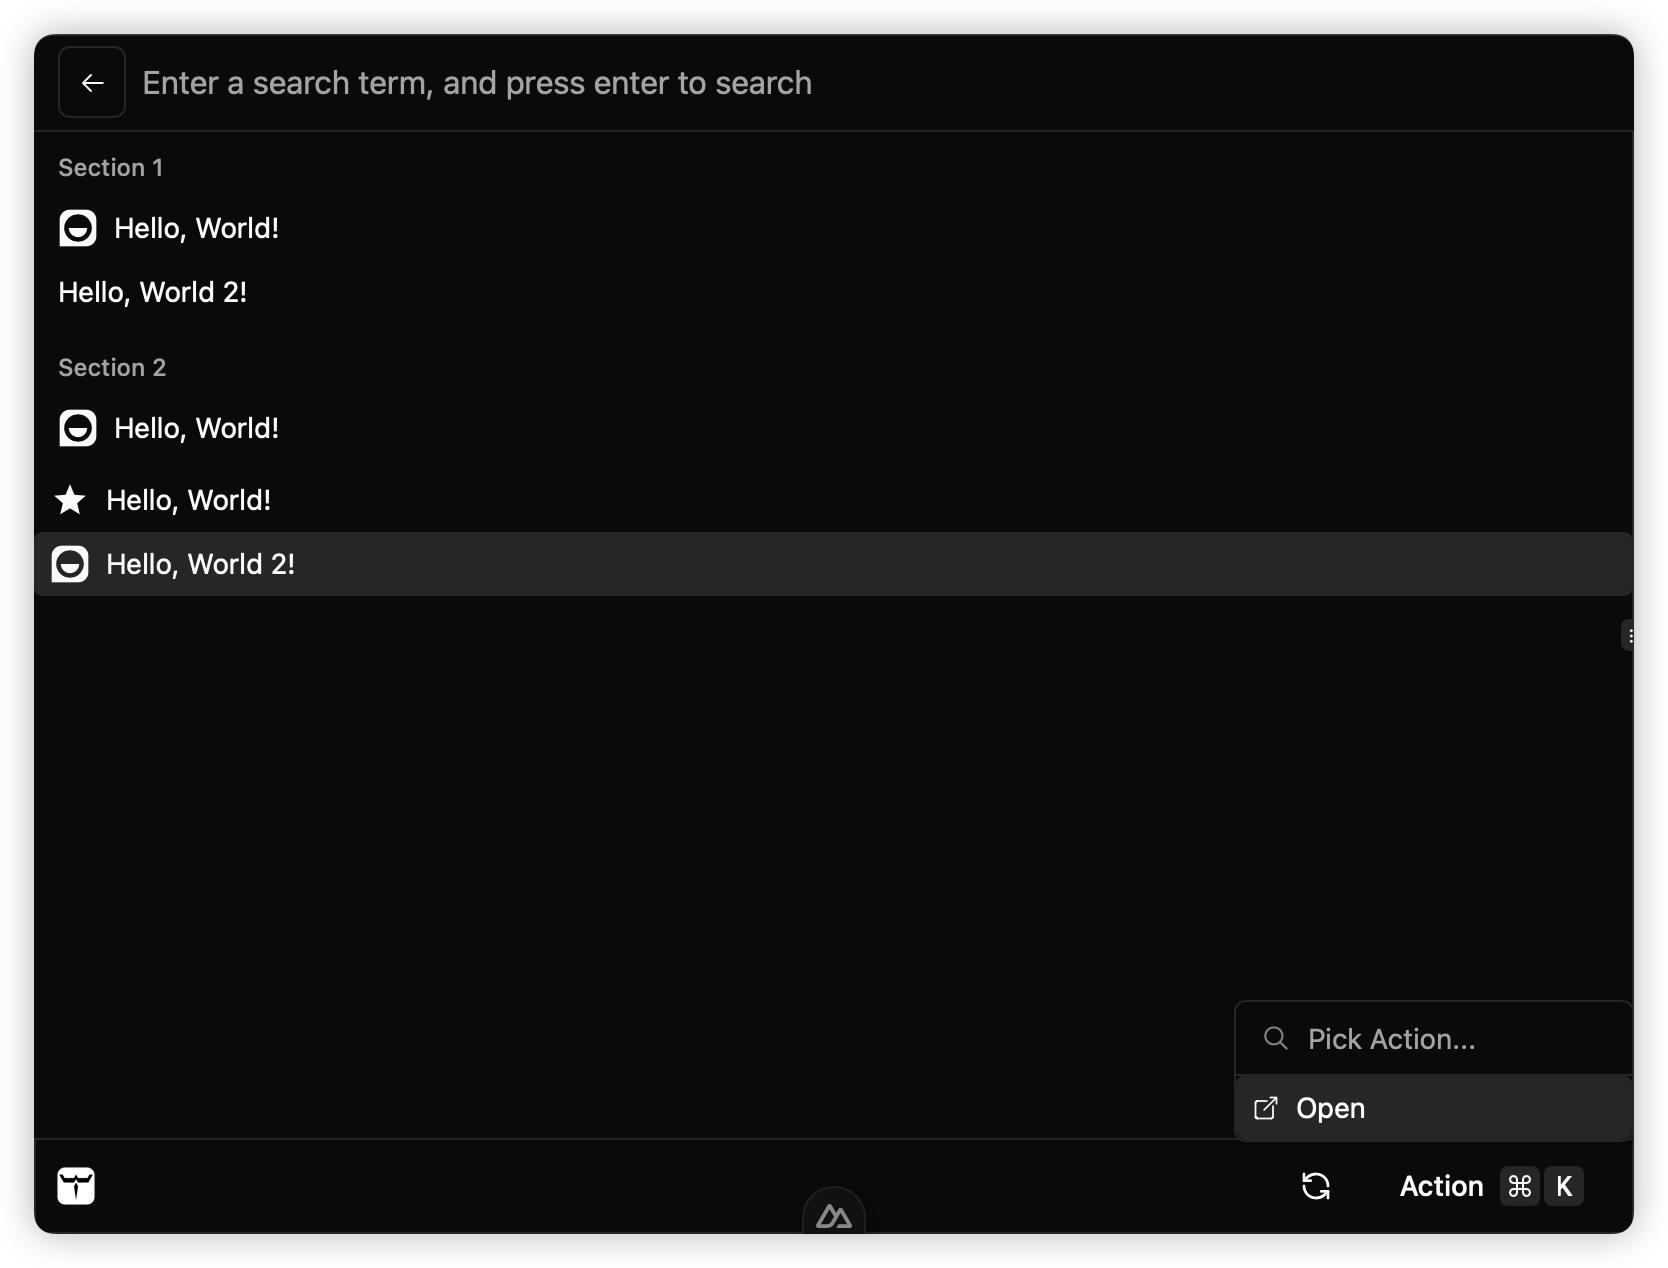 Enter a search term, and press enter to search
Section 1
Hello, World!
Hello, World 2!
Section 2
Hello, World!
Hello, World!
Hello, World 2!
Pick Action...
Open
Action ⌘ K